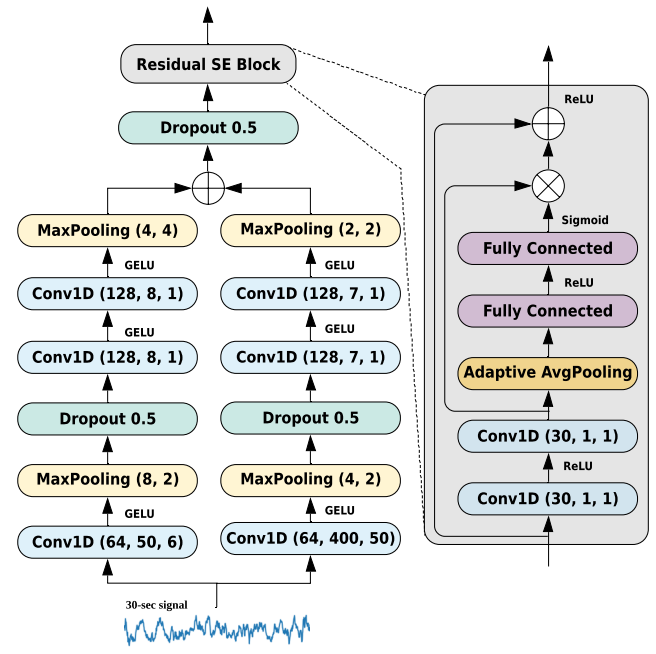 Residual SE Block
Dropout 0.5
MaxPooling (4, 4)
GELU
Conv1D (128, 8, 1)
GELU
Conv1D (128, 8, 1)
Dropout 0.5
MaxPooling (8, 2)
GELU
Conv1D (64, 50, 6)
MaxPooling (2, 2)
GELU
Conv1D (128, 7, 1)
GELU
Conv1D (128, 7, 1)
Dropout 0.5
MaxPooling (4, 2)
GELU
Conv1D (64, 400, 50)
30-sec signal
ReLU
Sigmoid
Fully Connected
ReLU
Fully Connected
Adaptive AvgPooling
Conv1D (30, 1, 1)
ReLU
Conv1D (30, 1, 1)